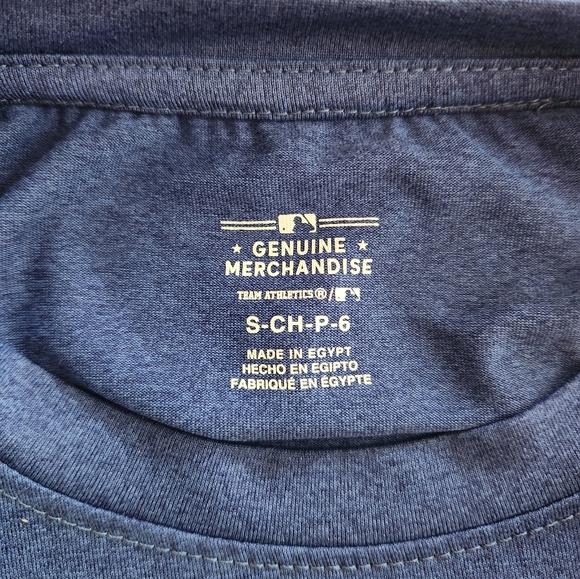 ★ GENUINE ★
MERCHANDISE
TEAM ATHLETICS®/
S-CH-P-6
MADE IN EGYPT
HECHO EN EGIPTO
FABRIQUÉ EN ÉGYPTE